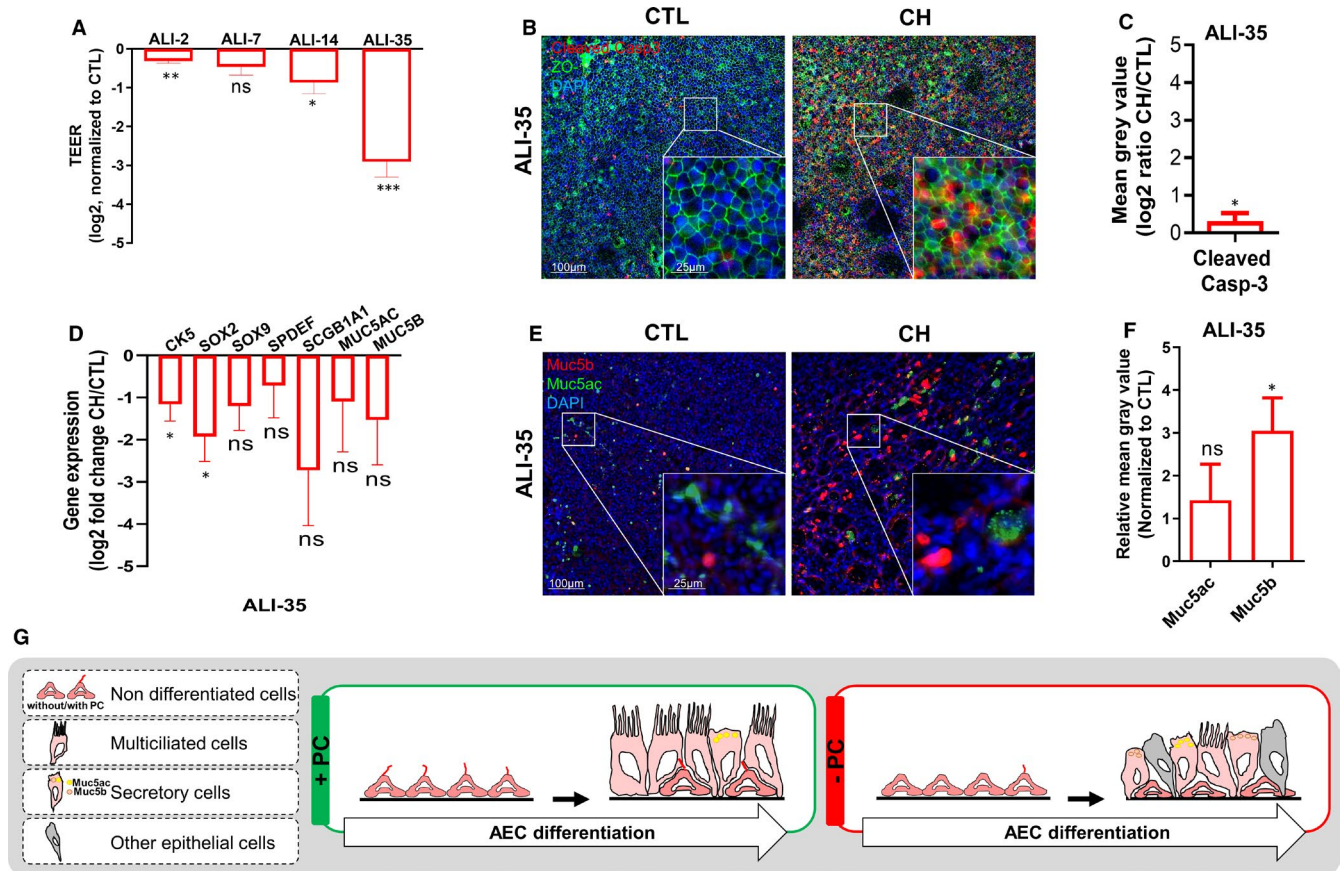 A
ALI-2 ALI-7 ALI-14 ALI-35
0
-1
-2
-3
-4
-5
TEER
(log2, normalized to CTL)
**
ns
*
***
B
CTL
CH
ALI-35
Cleaved Casp-3
ZO
DAPI
100µm
25µm
C
ALI-35
Mean grey value
(log2 ratio CH/CTL)
5
4
3
2
1
0
*
Cleaved
Casp-3
D
CK5
SOX2
SOX9
SPDEF
SCGB1A1
MUC5AC
MUC5B
Gene expression
(log2 fold change CH/CTL)
0
-1
-2
-3
-4
-5
*
*
ns
ns
ns
ns
ns
ALI-35
E
CTL
CH
ALI-35
Muc5b
Muc5ac
DAPI
100µm
25µm
F
ALI-35
Relative mean gray value
(Normalized to CTL)
5
4
3
2
1
0
ns
*
Muc5ac
Muc5b
G
without/with PC
Non differentiated cells
Multiciliated cells
Muc5ac
Muc5b
Secretory cells
Other epithelial cells
+ PC
AEC differentiation
- PC
AEC differentiation